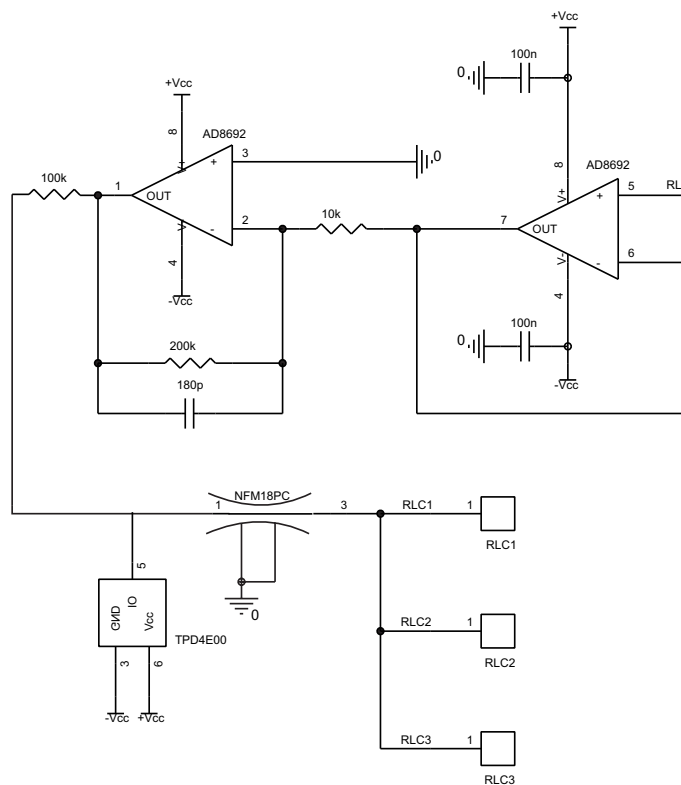 +Vcc
100n
0
+Vcc
8
AD8692
V+
+
3
0
8
AD8692
V+
+
5
RL
100k
1
OUT
2
-
10k
7
OUT
-
6
V-
4
-Vcc
V-
4
100n
0
-Vcc
200k
180p
NFM18PC
1
3
RLC1
1
RLC1
5
IO
GND
Vcc
0
RLC2
1
TPD4E00
RLC2
3
6
-Vcc
+Vcc
RLC3
1
RLC3